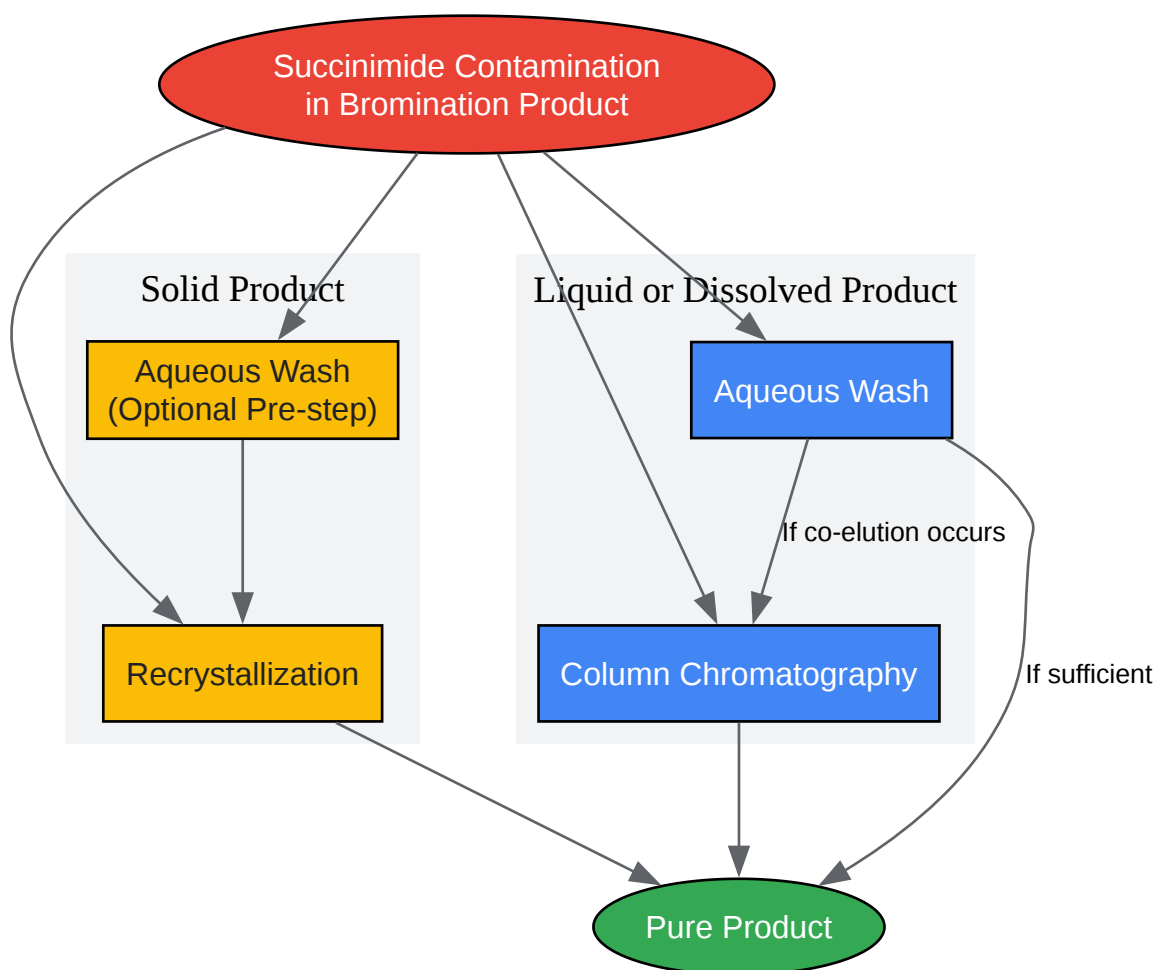 Succinimide Contamination
in Bromination Product
Solid Product
Liquid or Dissolved Product
Aqueous Wash
(Optional Pre-step)
Aqueous Wash
If co-elution occurs
Recrystallization
Column Chromatography
If sufficient
Pure Product